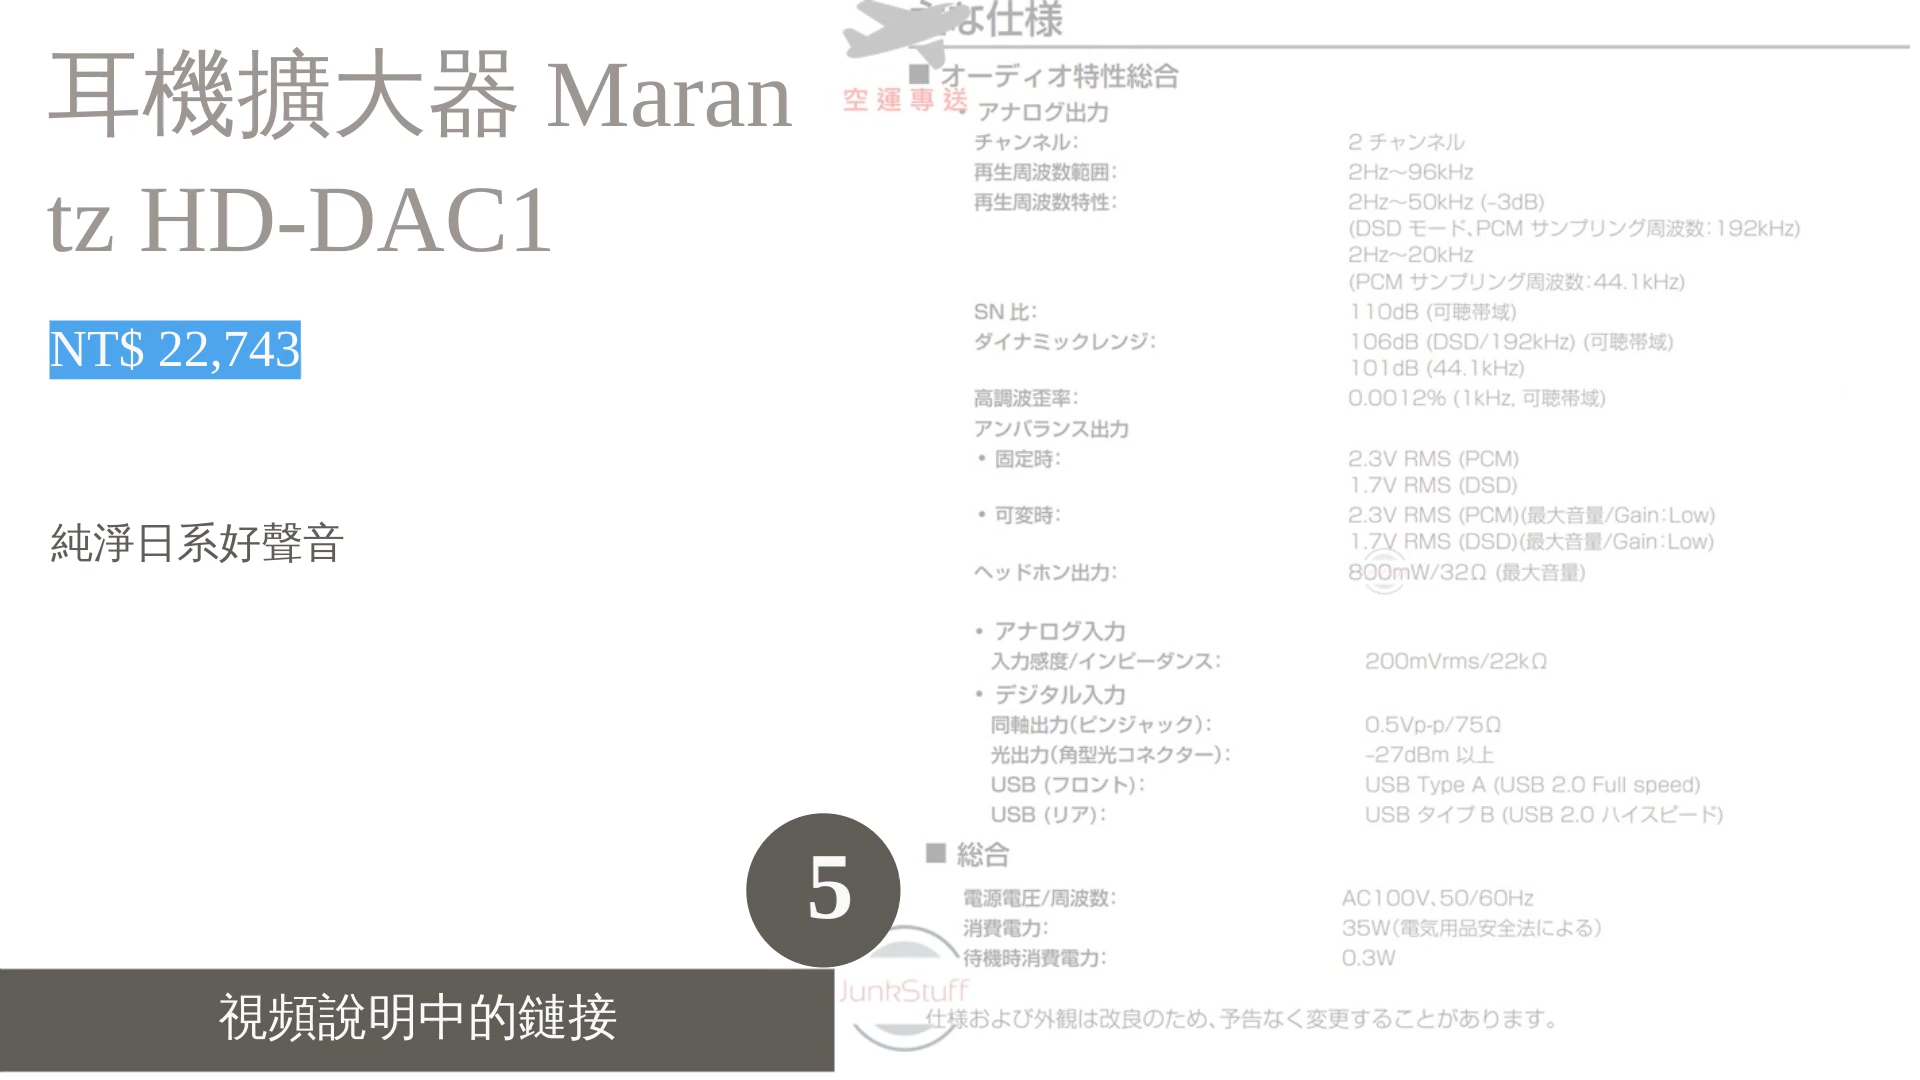 耳機擴大器 Maran
tz HD-DAC1
NT$ 22,743
純淨日系好聲音
5
視頻說明中的鏈接
な仕様
空運專送
■ オーディオ特性総合
・アナログ出力
チャンネル: 2 チャンネル
再生周波数範囲: 2Hz～96kHz
再生周波数特性: 2Hz～50kHz (–3dB)
(DSD モード、PCM サンプリング周波数:192kHz)
2Hz～20kHz
(PCM サンプリング周波数:44.1kHz)
SN 比: 110dB (可聴帯域)
ダイナミックレンジ: 106dB (DSD/192kHz) (可聴帯域)
101dB (44.1kHz)
高調波歪率: 0.0012% (1kHz, 可聴帯域)
アンバランス出力
• 固定時: 2.3V RMS (PCM)
1.7V RMS (DSD)
• 可変時: 2.3V RMS (PCM)(最大音量/Gain:Low)
1.7V RMS (DSD)(最大音量/Gain:Low)
ヘッドホン出力: 800mW/32Ω (最大音量)
• アナログ入力
入力感度/インピーダンス: 200mVrms/22kΩ
• デジタル入力
同軸出力(ピンジャック): 0.5Vp-p/75Ω
光出力(角型光コネクター): –27dBm 以上
USB (フロント): USB Type A (USB 2.0 Full speed)
USB (リア): USB タイプ B (USB 2.0 ハイスピード)
■ 総合
電源電圧/周波数: AC100V、50/60Hz
消費電力: 35W(電気用品安全法による)
待機時消費電力: 0.3W
JunkStuff
仕様および外観は改良のため、予告なく変更することがあります。